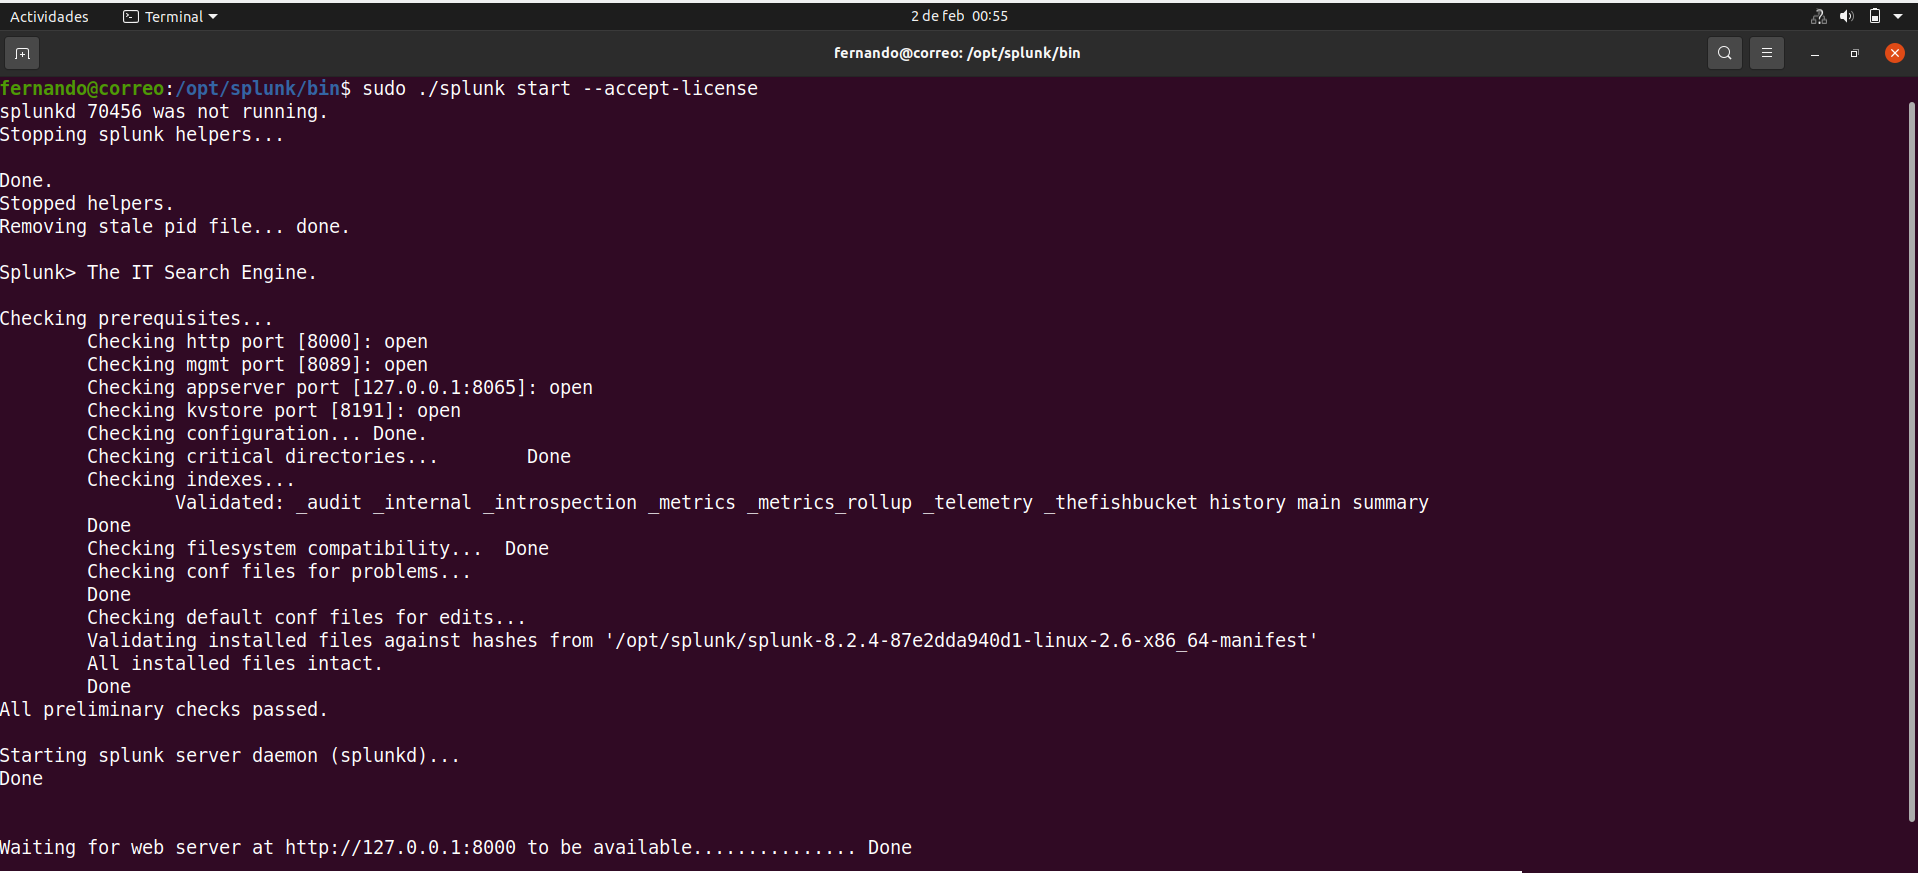 Actividades Terminal 2 de feb 00:55
fernando@correo: /opt/splunk/bin
fernando@correo:/opt/splunk/bin$ sudo ./splunk start --accept-license
splunkd 70456 was not running.
Stopping splunk helpers...
Done.
Stopped helpers.
Removing stale pid file... done.
Splunk> The IT Search Engine.
Checking prerequisites...
Checking http port [8000]: open
Checking mgmt port [8089]: open
Checking appserver port [127.0.0.1:8065]: open
Checking kvstore port [8191]: open
Checking configuration... Done.
Checking critical directories... Done
Checking indexes...
Validated: _audit _internal _introspection _metrics _metrics_rollup _telemetry _thefishbucket history main summary
Done
Checking filesystem compatibility... Done
Checking conf files for problems...
Done
Checking default conf files for edits...
Validating installed files against hashes from '/opt/splunk/splunk-8.2.4-87e2dda940d1-linux-2.6-x86_64-manifest'
All installed files intact.
Done
All preliminary checks passed.
Starting splunk server daemon (splunkd)...
Done
Waiting for web server at http://127.0.0.1:8000 to be available............... Done